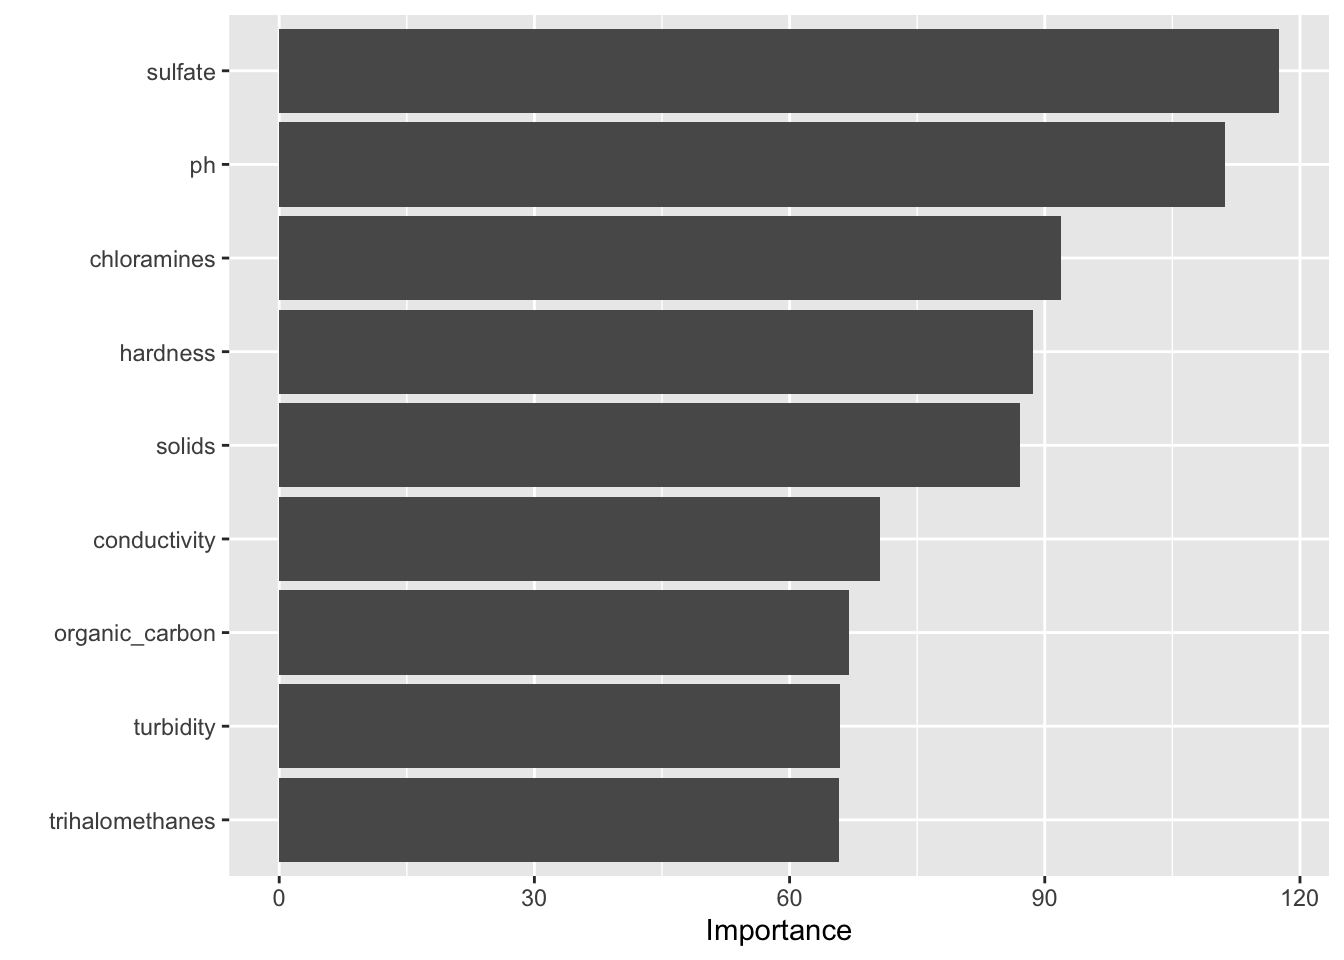 sulfate
ph
chloramines
hardness
solids
conductivity
organic_carbon
turbidity
trihalomethanes
0 30 60 90 120
Importance